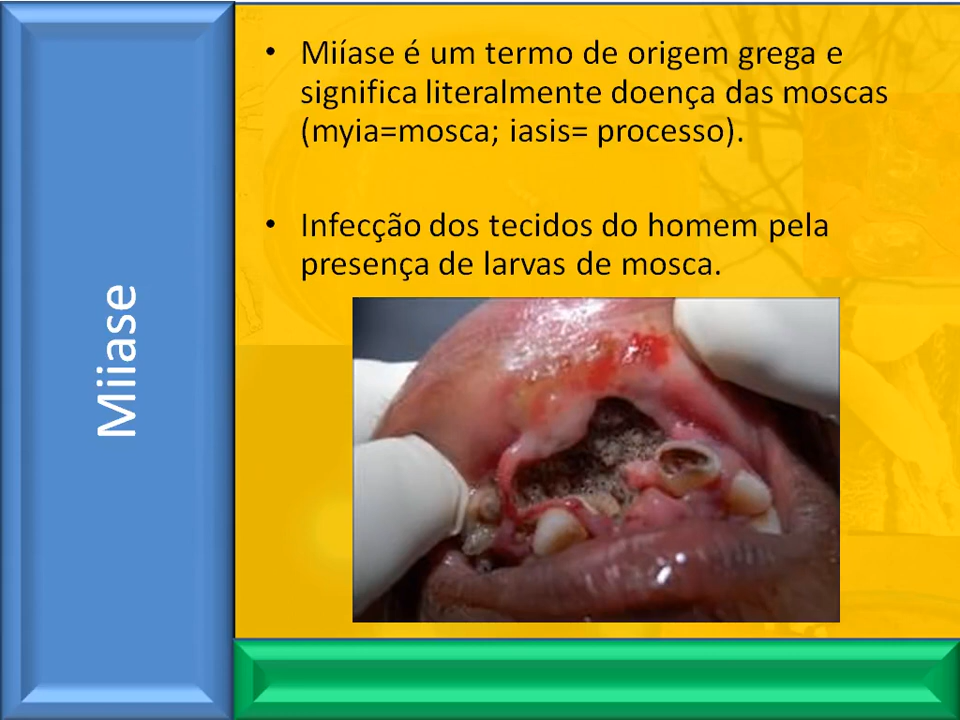 Miiase
• Miíase é um termo de origem grega e
significa literalmente doença das moscas
(myia=mosca; iasis= processo).
• Infecção dos tecidos do homem pela
presença de larvas de mosca.